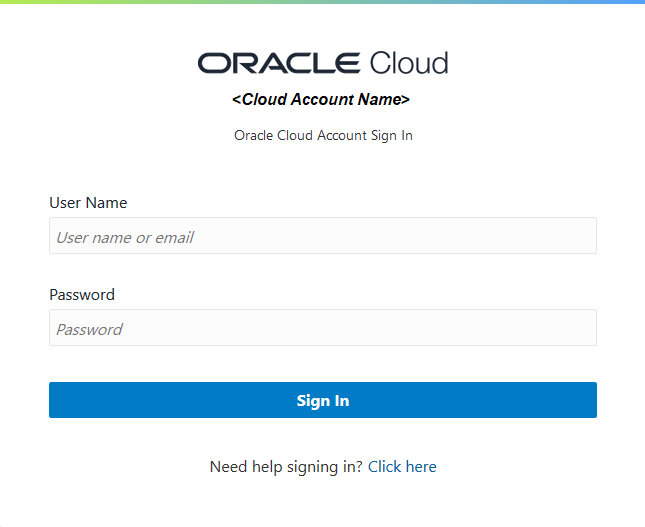 ORACLE Cloud
<Cloud Account Name>
Oracle Cloud Account Sign In
User Name
User name or email
Password
Password
Sign In
Need help signing in? Click here